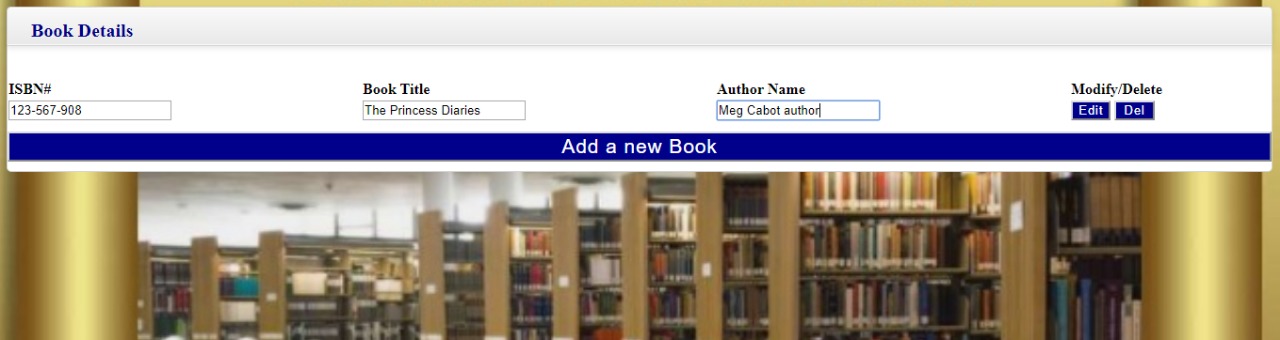 Book Details
ISBN# Book Title Author Name Modify/Delete
123-567-908 The Princess Diaries Meg Cabot author Edit Del
Add a new Book